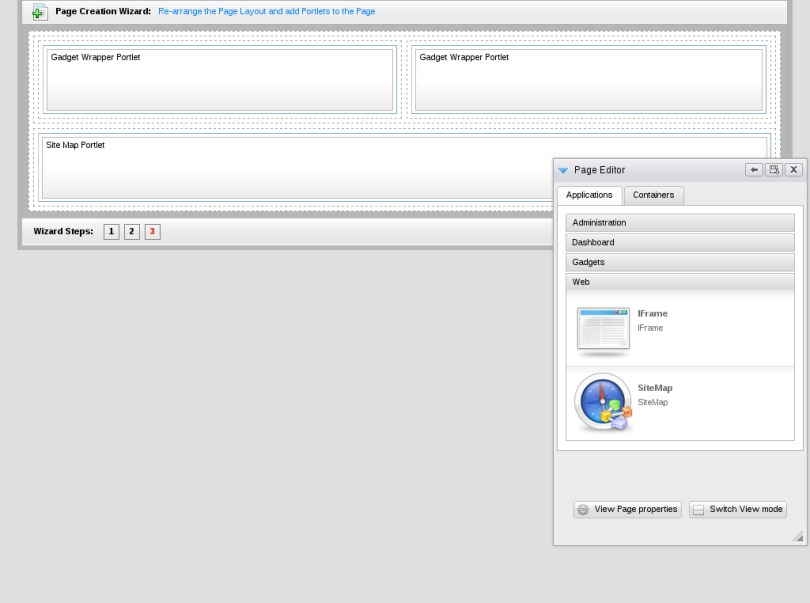 Page Creation Wizard: Re-arrange the Page Layout and add Portlets to the Page
Gadget Wrapper Portlet
Gadget Wrapper Portlet
Site Map Portlet
Wizard Steps: 1 2 3
Page Editor
Applications
Containers
Administration
Dashboard
Gadgets
Web
IFrame
IFrame
SiteMap
SiteMap
View Page properties
Switch View mode